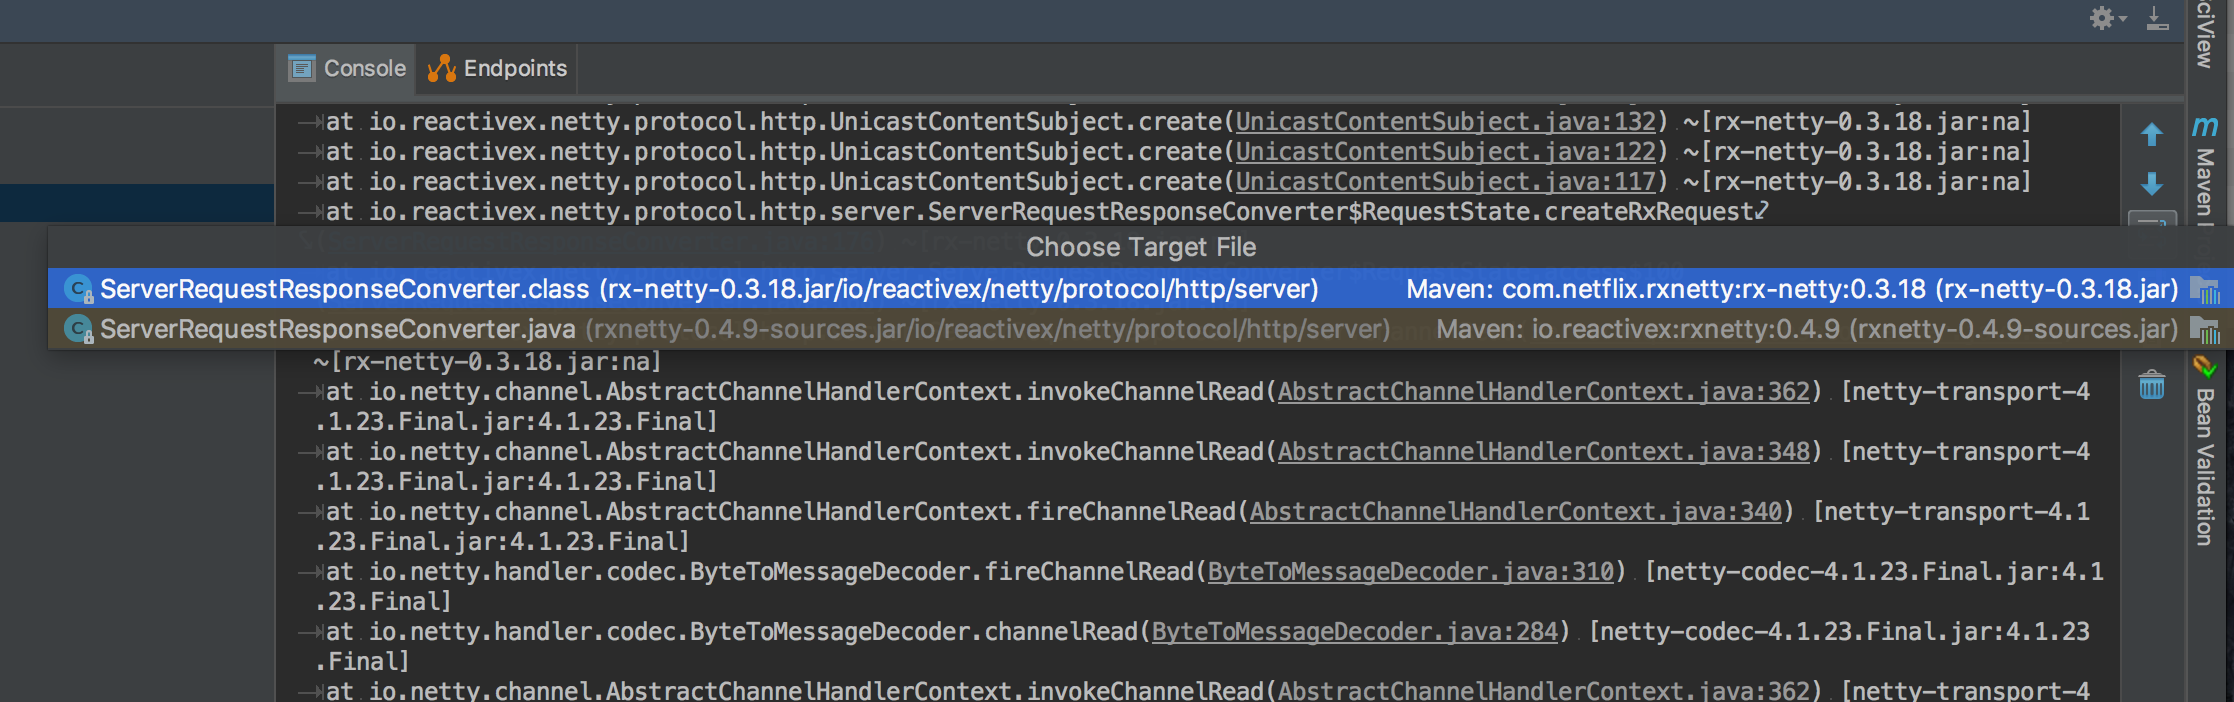 SciView
Console
Endpoints
at io.reactivex.netty.protocol.http.UnicastContentSubject.create(UnicastContentSubject.java:132) ~[rx-netty-0.3.18.jar:na]
at io.reactivex.netty.protocol.http.UnicastContentSubject.create(UnicastContentSubject.java:122) ~[rx-netty-0.3.18.jar:na]
at io.reactivex.netty.protocol.http.UnicastContentSubject.create(UnicastContentSubject.java:117) ~[rx-netty-0.3.18.jar:na]
at io.reactivex.netty.protocol.http.server.ServerRequestResponseConverter$RequestState.createRxRequest
Choose Target File
ServerRequestResponseConverter.class (rx-netty-0.3.18.jar/io/reactivex/netty/protocol/http/server) Maven: com.netflix.rxnetty:rx-netty:0.3.18 (rx-netty-0.3.18.jar)
ServerRequestResponseConverter.java (rxnetty-0.4.9-sources.jar/io/reactivex/netty/protocol/http/server) Maven: io.reactivex:rxnetty:0.4.9 (rxnetty-0.4.9-sources.jar)
~[rx-netty-0.3.18.jar:na]
at io.netty.channel.AbstractChannelHandlerContext.invokeChannelRead(AbstractChannelHandlerContext.java:362) [netty-transport-4
.1.23.Final.jar:4.1.23.Final]
at io.netty.channel.AbstractChannelHandlerContext.invokeChannelRead(AbstractChannelHandlerContext.java:348) [netty-transport-4
.1.23.Final.jar:4.1.23.Final]
at io.netty.channel.AbstractChannelHandlerContext.fireChannelRead(AbstractChannelHandlerContext.java:340) [netty-transport-4.1
.23.Final.jar:4.1.23.Final]
at io.netty.handler.codec.ByteToMessageDecoder.fireChannelRead(ByteToMessageDecoder.java:310) [netty-codec-4.1.23.Final.jar:4.1
.23.Final]
at io.netty.handler.codec.ByteToMessageDecoder.channelRead(ByteToMessageDecoder.java:284) [netty-codec-4.1.23.Final.jar:4.1.23
.Final]
at io.netty.channel.AbstractChannelHandlerContext.invokeChannelRead(AbstractChannelHandlerContext.java:362) [netty-transport-4
Maven
Bean Validation